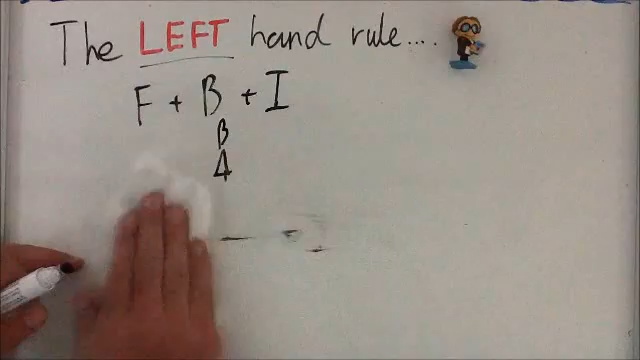 The LEFT hand rule....
F + B + I
B
4